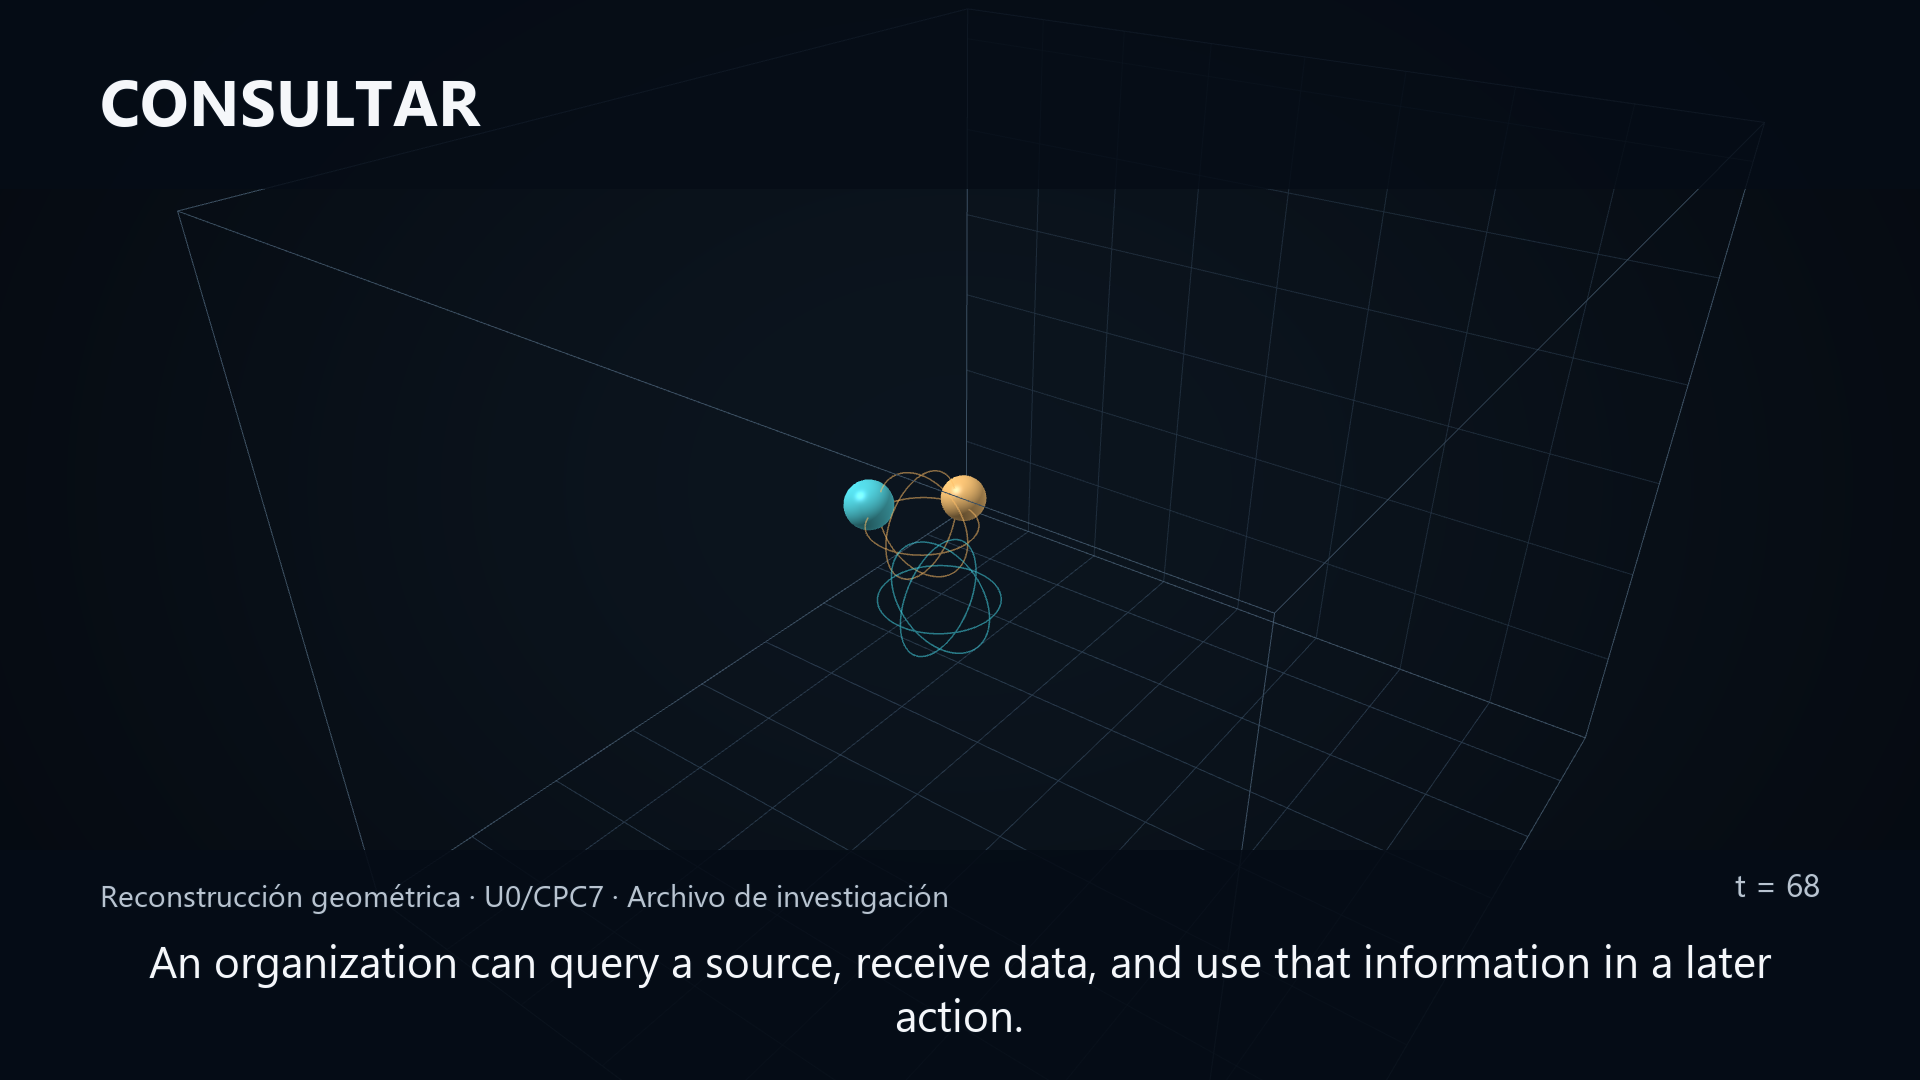 CONSULTAR
Reconstrucción geométrica · U0/CPC7 · Archivo de investigación
t = 68
An organization can query a source, receive data, and use that information in a later
action.